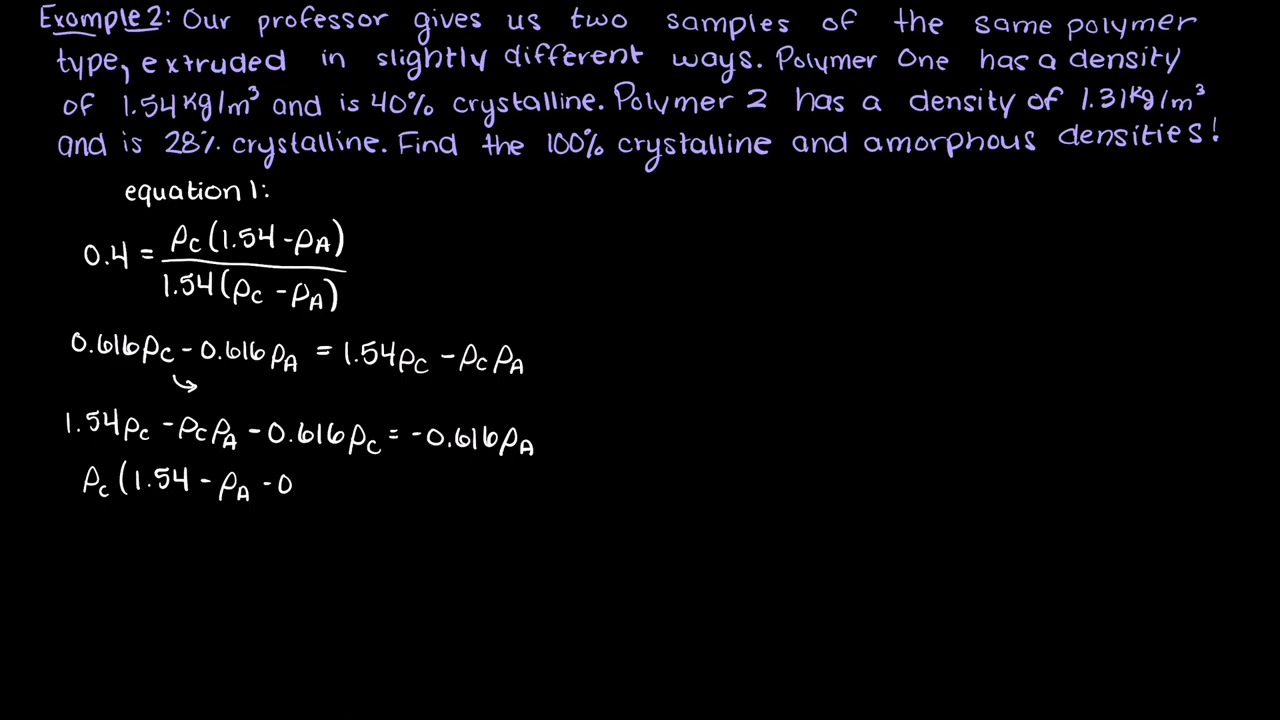 Example 2: Our professor gives us two samples of the same polymer
type, extruded in slightly different ways. Polymer One has a density
of 1.54kg/m³ and is 40% crystalline. Polymer 2 has a density of 1.31kg/m³
and is 28% crystalline. Find the 100% crystalline and amorphous densities!
equation 1:
0.4 = ρC(1.54 - ρA) / 1.54(ρC - ρA)
0.616ρC - 0.616ρA = 1.54ρC - ρCρA
1.54ρC - ρCρA - 0.616ρC = -0.616ρA
ρC(1.54 - ρA - 0